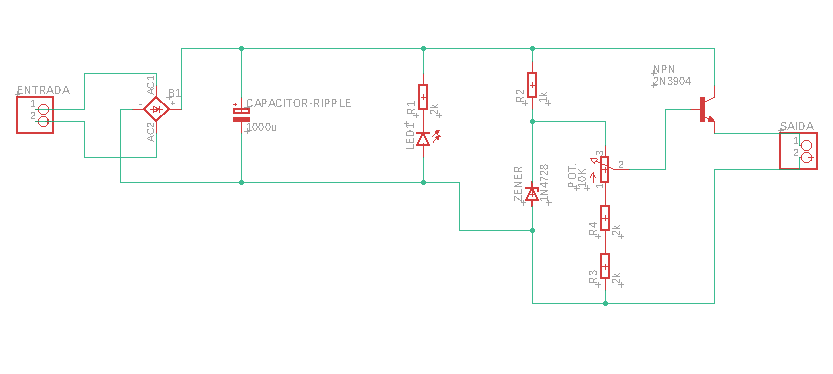 ENTRADA
1
2
AC1
B1
-
+
AC2
CAPACITOR-RIPPLE
+
1000u
R1
2k
LED1
R2
1k
ZENER
1N4728
POT.
10K
3
2
1
R4
2k
R3
2k
NPN
2N3904
SAIDA
1
2